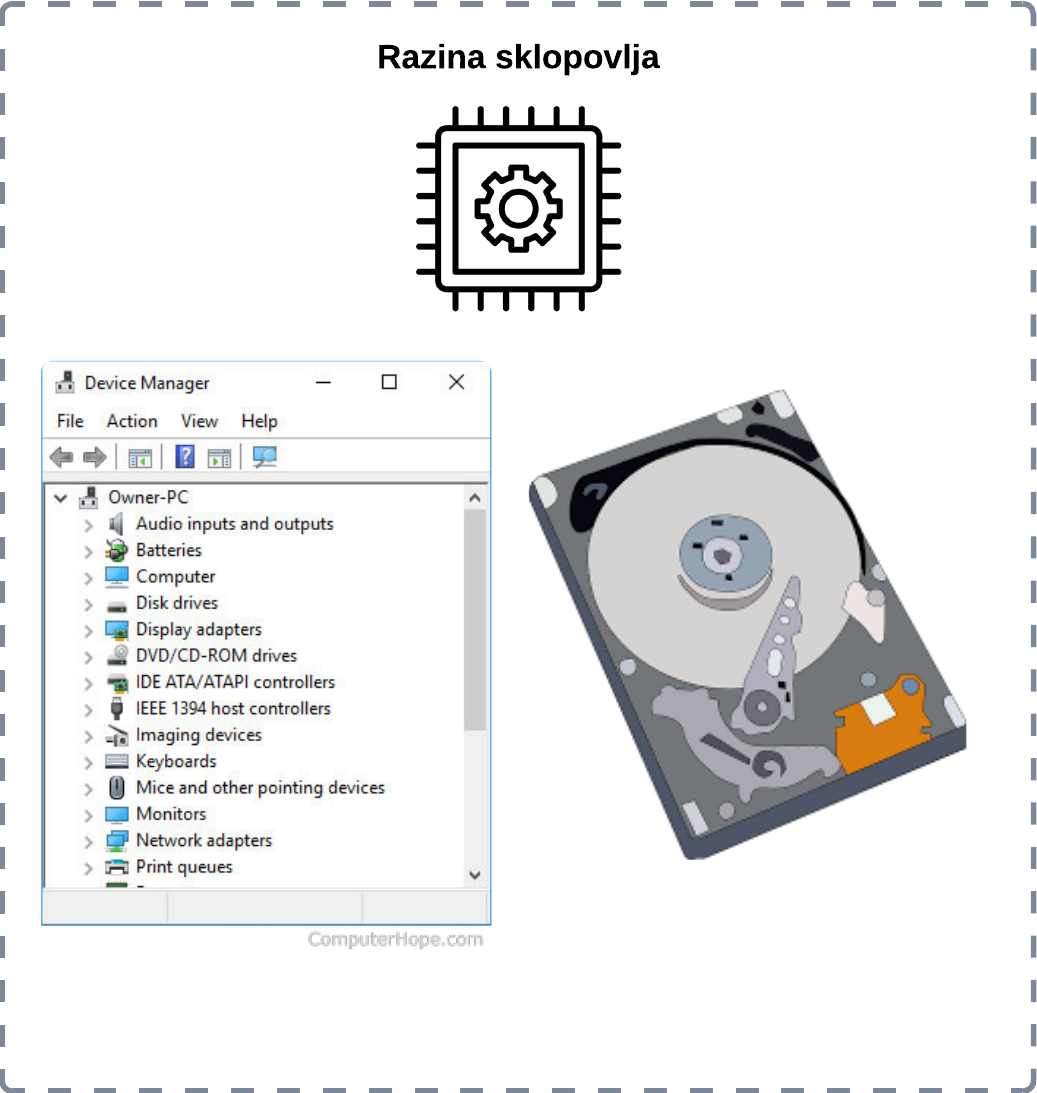 Razina sklopovlja
Device Manager
File Action View Help
Owner-PC
Audio inputs and outputs
Batteries
Computer
Disk drives
Display adapters
DVD/CD-ROM drives
IDE ATA/ATAPI controllers
IEEE 1394 host controllers
Imaging devices
Keyboards
Mice and other pointing devices
Monitors
Network adapters
Print queues
ComputerHope.com